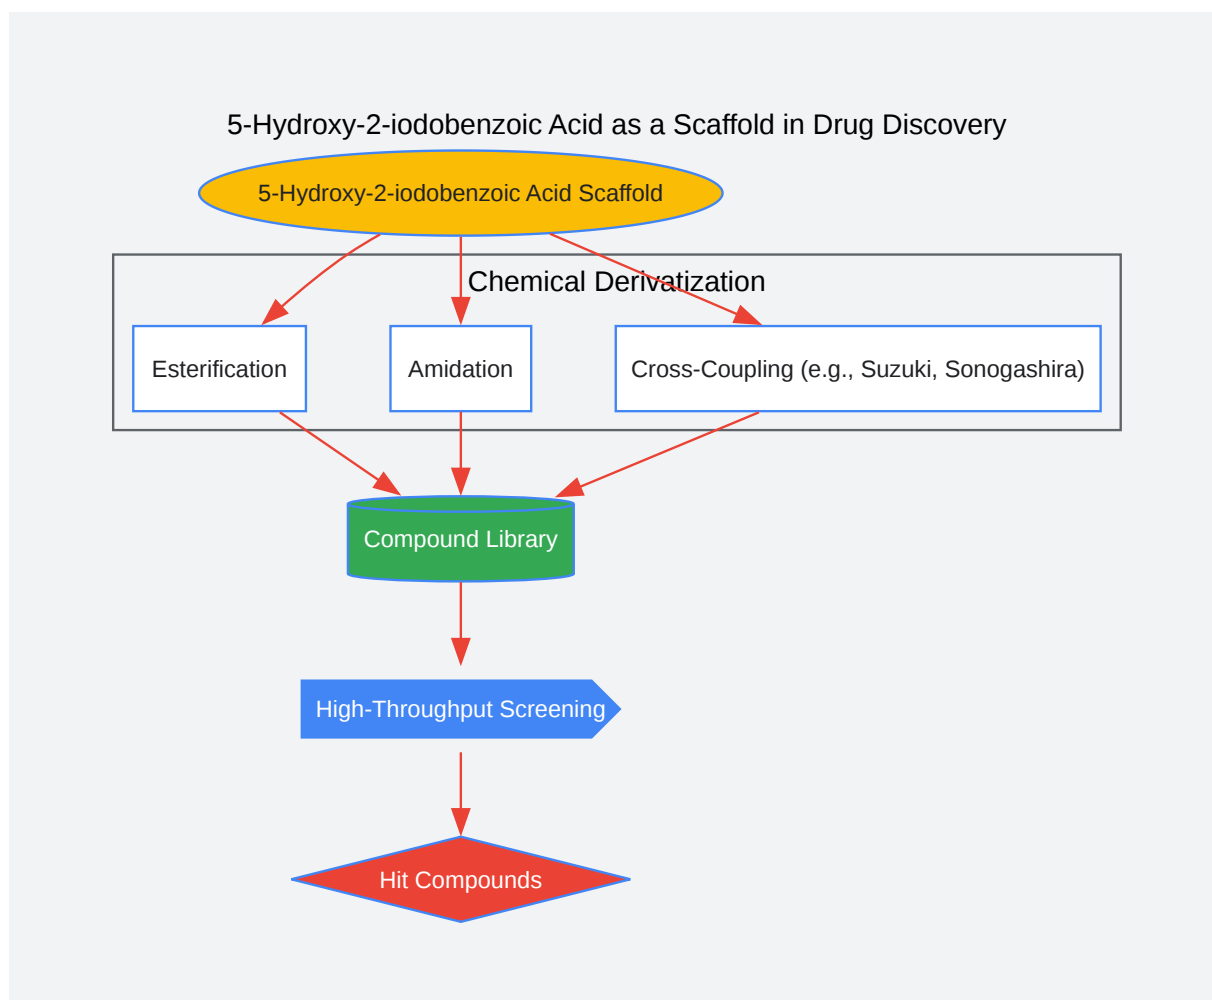 5-Hydroxy-2-iodobenzoic Acid as a Scaffold in Drug Discovery
5-Hydroxy-2-iodobenzoic Acid Scaffold
Chemical Derivatization
Esterification
Amidation
Cross-Coupling (e.g., Suzuki, Sonogashira)
Compound Library
High-Throughput Screening
Hit Compounds